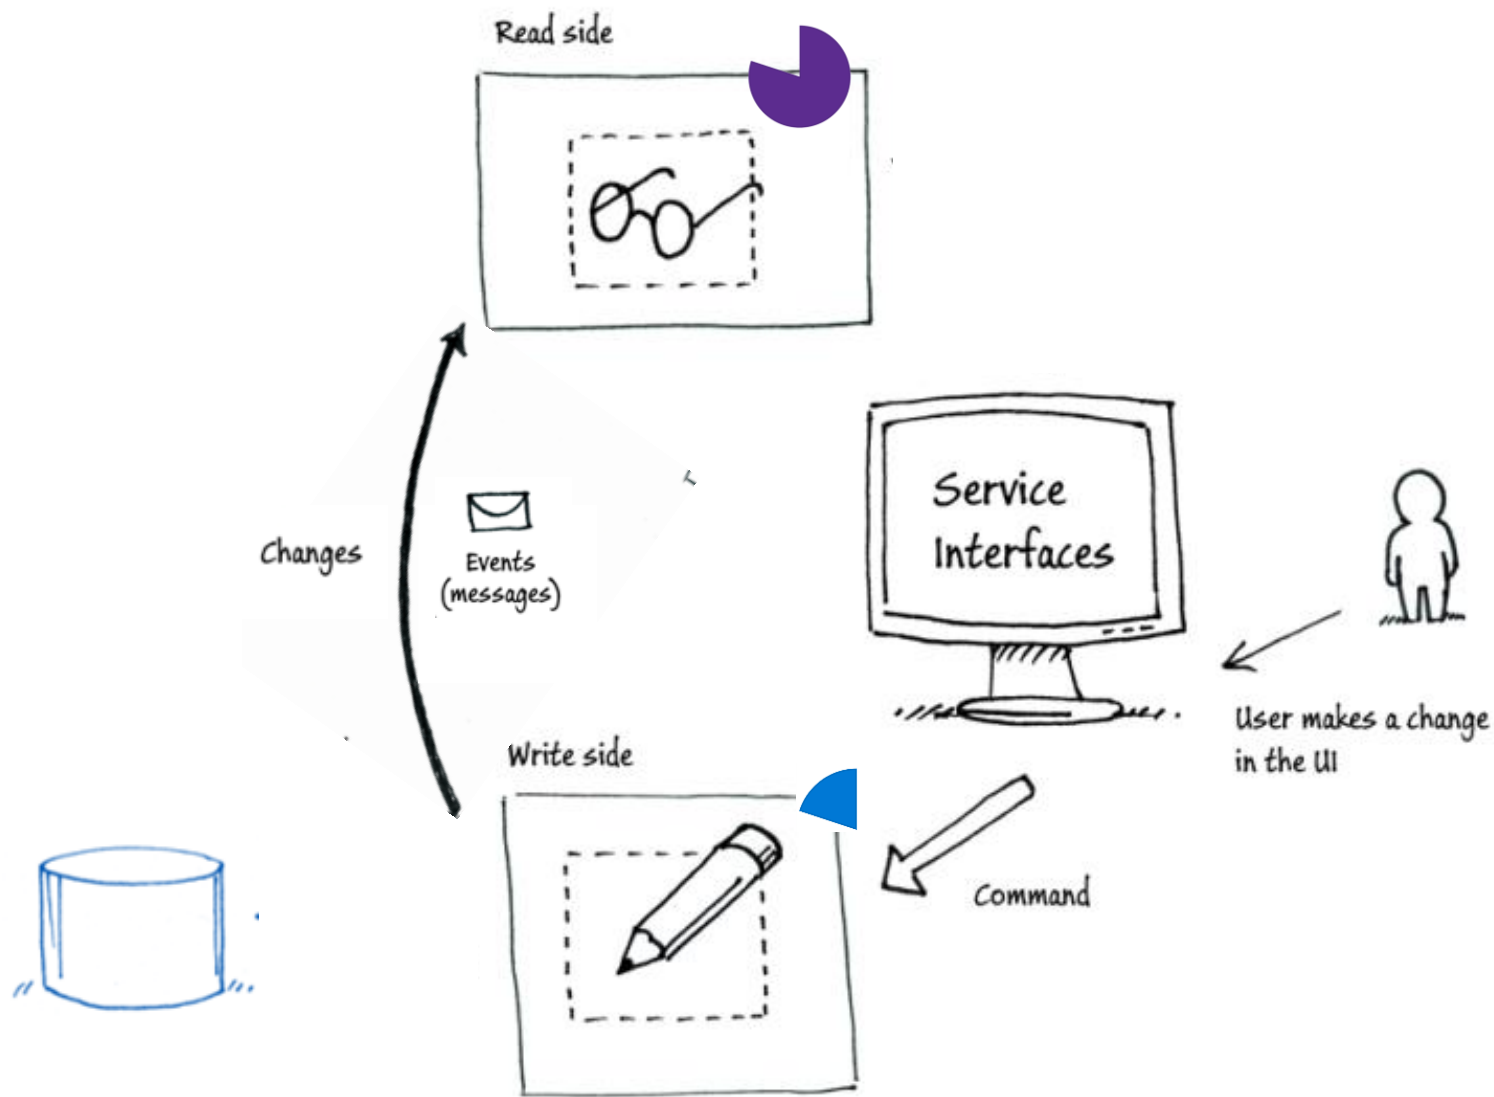 Read side
Service
Interfaces
Changes
Events
(messages)
User makes a change
in the UI
Write side
Command